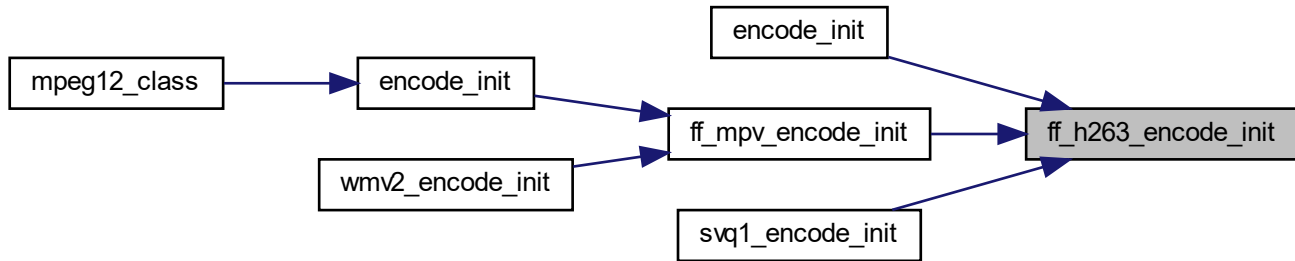 encode_init
mpeg12_class
encode_init
ff_mpv_encode_init
ff_h263_encode_init
wmv2_encode_init
svq1_encode_init